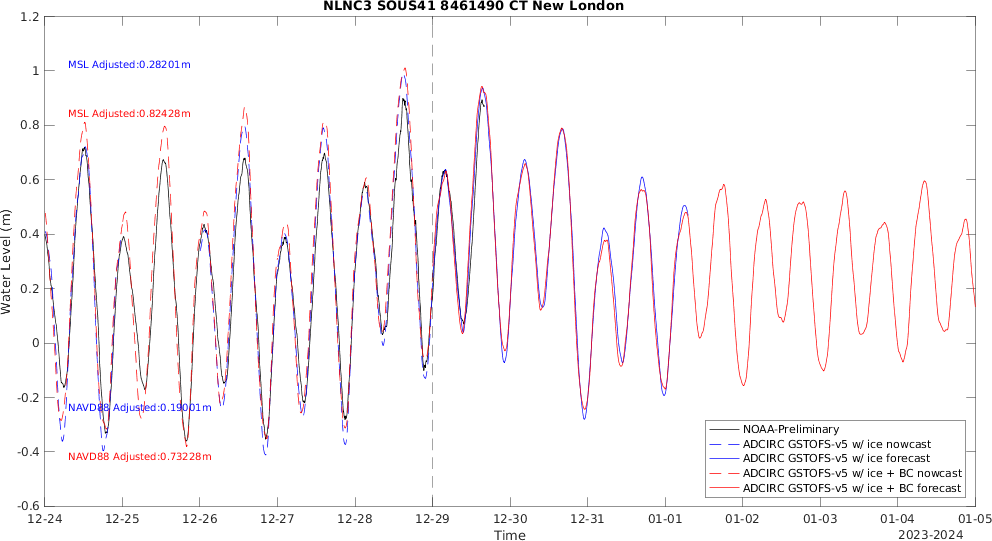 NLNC3 SOUS41 8461490 CT New London
1.2
1
0.8
0.6
0.4
0.2
0
-0.2
-0.4
-0.6
Water Level (m)
MSL Adjusted:0.28201m
MSL Adjusted:0.82428m
NAVD88 Adjusted:0.19001m
NAVD88 Adjusted:0.73228m
NOAA-Preliminary
ADCIRC GSTOFS-v5 w/ ice nowcast
ADCIRC GSTOFS-v5 w/ ice forecast
ADCIRC GSTOFS-v5 w/ ice + BC nowcast
ADCIRC GSTOFS-v5 w/ ice + BC forecast
12-24 12-25 12-26 12-27 12-28 12-29 12-30 12-31 01-01 01-02 01-03 01-04 01-05
Time
2023-2024